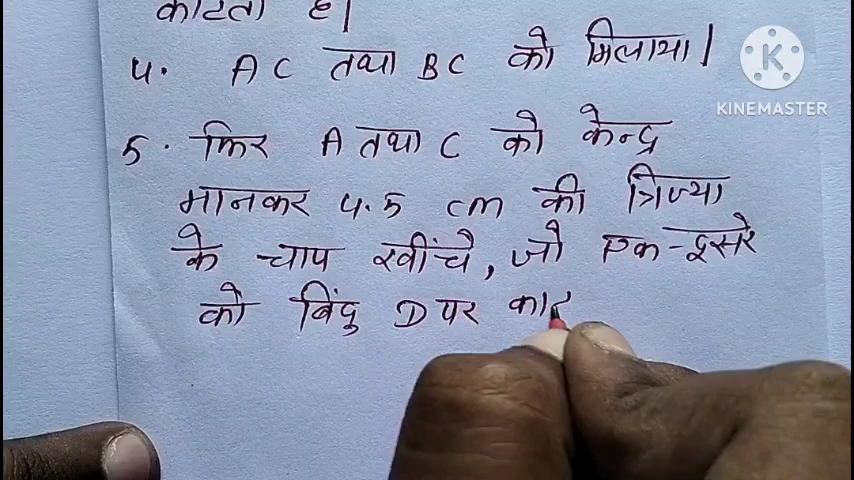 काटती है।
4. AC तथा BC को मिलाया।
K
KINEMASTER
5. फिर A तथा C को केन्द्र
मानकर 4.5 cm की त्रिज्या
के चाप खींचे, जो एक-दूसरे
को बिंदु D पर काट